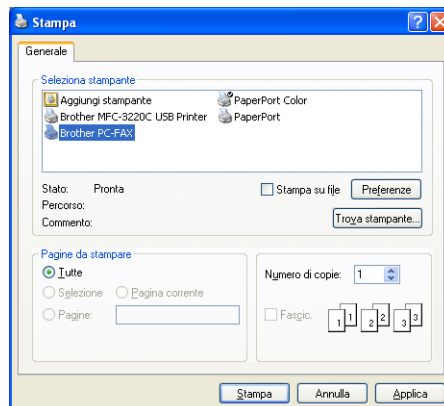 Stampa
Generale
Seleziona stampante
Aggiungi stampante PaperPort Color
Brother MFC-3220C USB Printer PaperPort
Brother PC-FAX
Stato: Pronta Stampa su file Preferenze
Percorso:
Commento: Trova stampante...
Pagine da stampare
Tutte Numero di copie: 1
Selezione Pagina corrente
Pagine: Fascic. 1 1 2 2 3 3
Stampa Annulla Applica